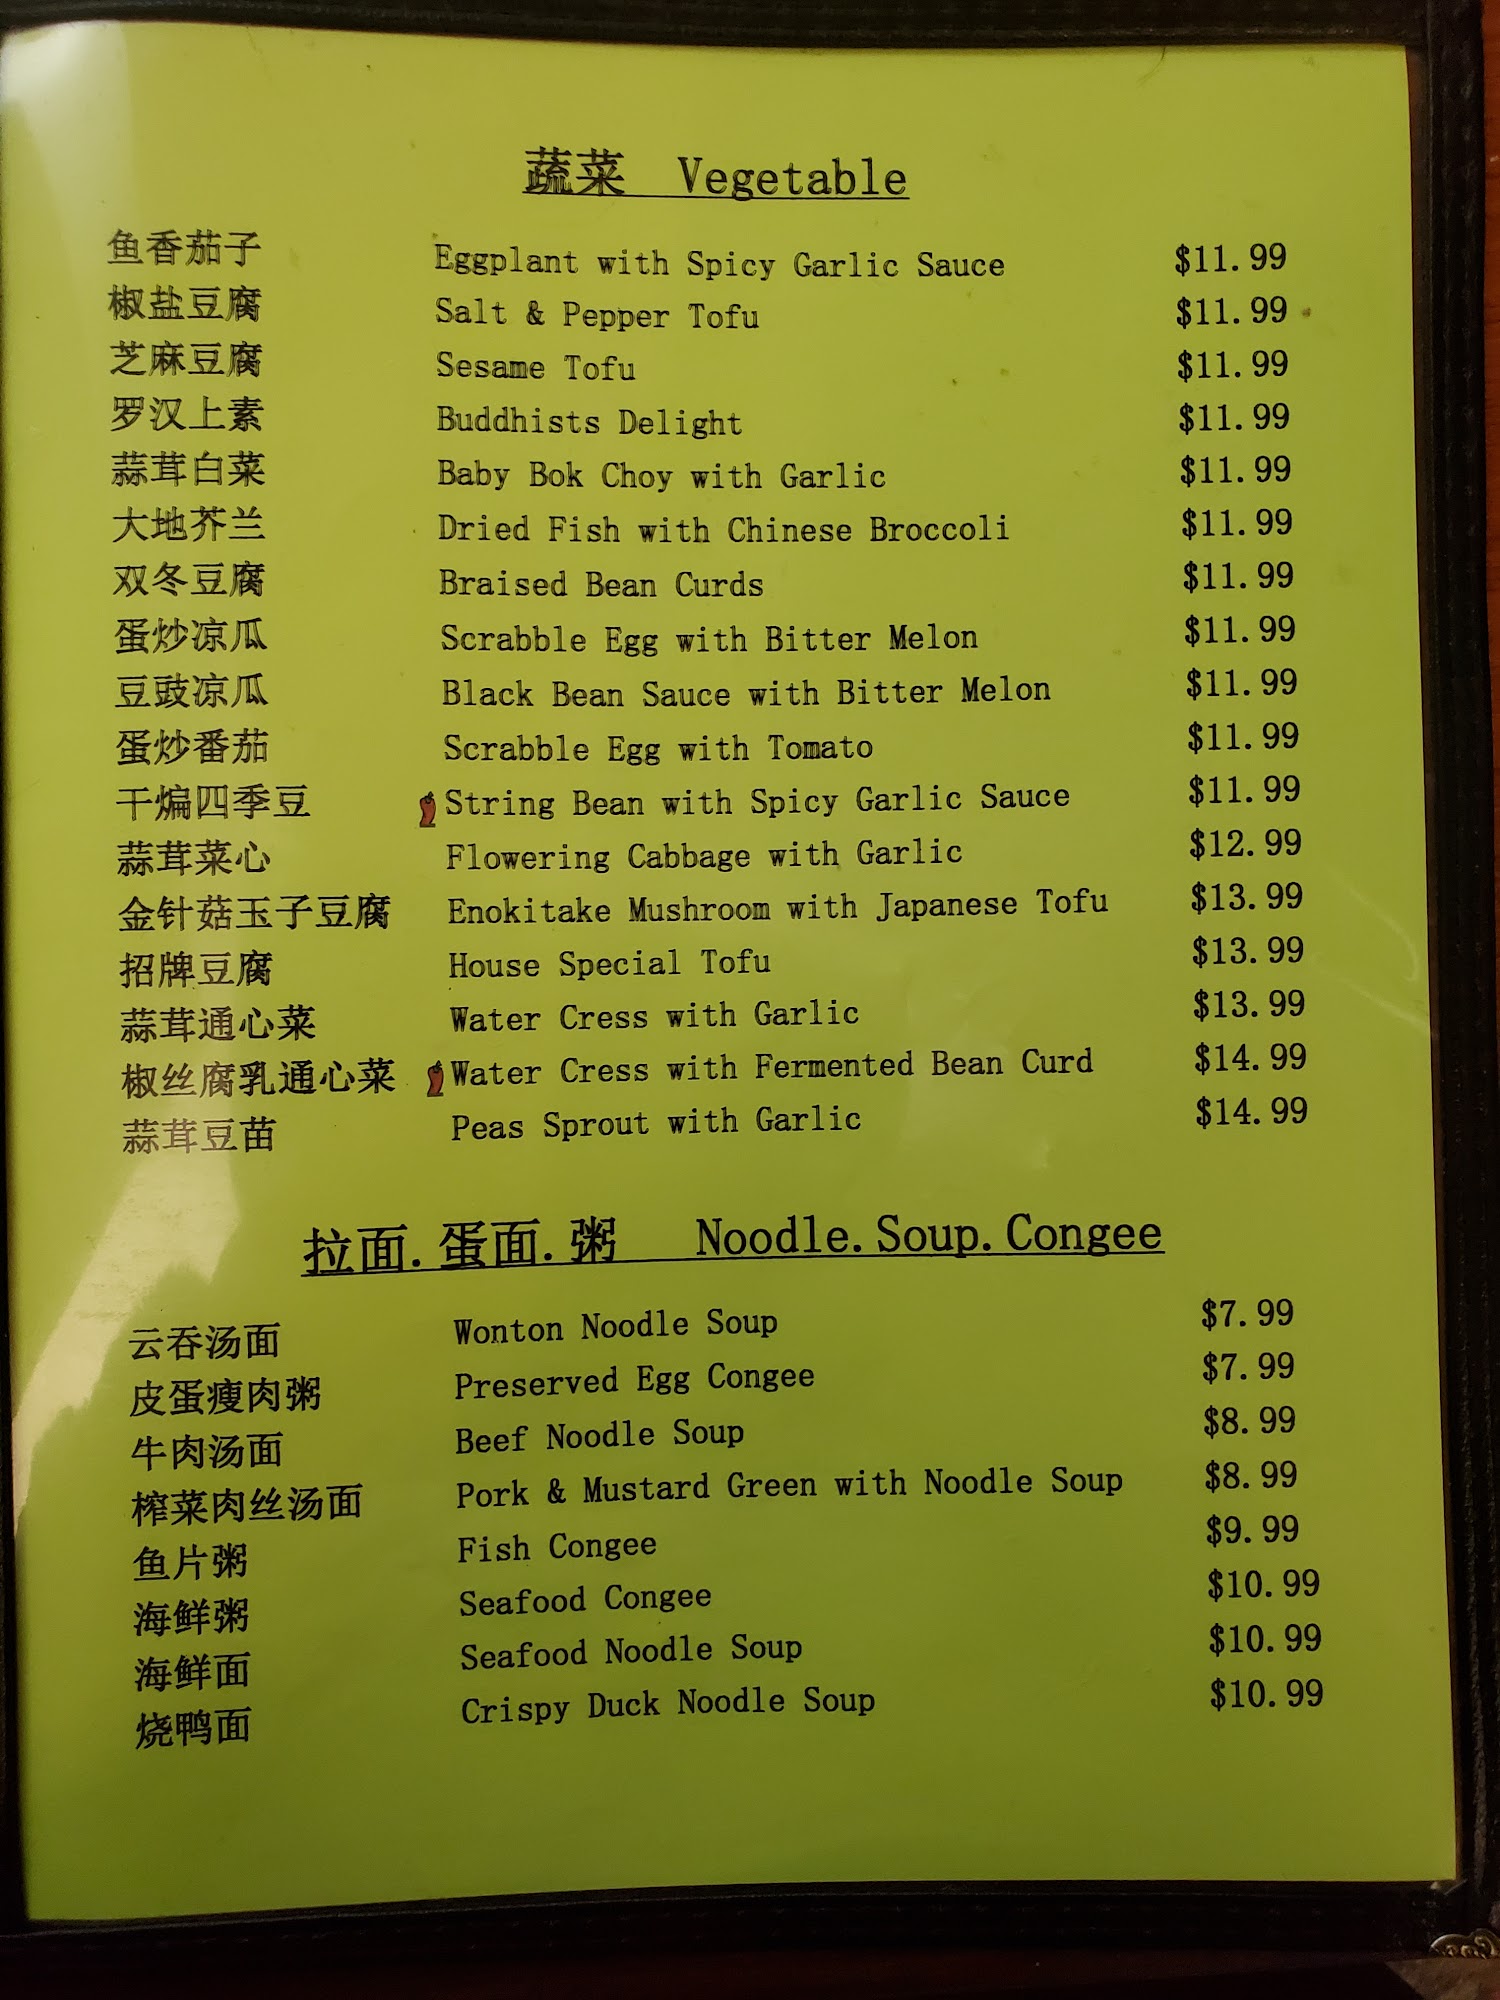 蔬菜 Vegetable
鱼香茄子 Eggplant with Spicy Garlic Sauce $11.99
椒盐豆腐 Salt & Pepper Tofu $11.99
芝麻豆腐 Sesame Tofu $11.99
罗汉上素 Buddhists Delight $11.99
蒜茸白菜 Baby Bok Choy with Garlic $11.99
大地芥兰 Dried Fish with Chinese Broccoli $11.99
双冬豆腐 Braised Bean Curds $11.99
蛋炒凉瓜 Scrabble Egg with Bitter Melon $11.99
豆豉凉瓜 Black Bean Sauce with Bitter Melon $11.99
蛋炒番茄 Scrabble Egg with Tomato $11.99
干煸四季豆 String Bean with Spicy Garlic Sauce $11.99
蒜茸菜心 Flowering Cabbage with Garlic $12.99
金针菇玉子豆腐 Enokitake Mushroom with Japanese Tofu $13.99
招牌豆腐 House Special Tofu $13.99
蒜茸通心菜 Water Cress with Garlic $13.99
椒丝腐乳通心菜 Water Cress with Fermented Bean Curd $14.99
蒜茸豆苗 Peas Sprout with Garlic $14.99
拉面.蛋面.粥 Noodle.Soup.Congee
云吞汤面 Wonton Noodle Soup $7.99
皮蛋瘦肉粥 Preserved Egg Congee $7.99
牛肉汤面 Beef Noodle Soup $8.99
榨菜肉丝汤面 Pork & Mustard Green with Noodle Soup $8.99
鱼片粥 Fish Congee $9.99
海鲜粥 Seafood Congee $10.99
海鲜面 Seafood Noodle Soup $10.99
烧鸭面 Crispy Duck Noodle Soup $10.99